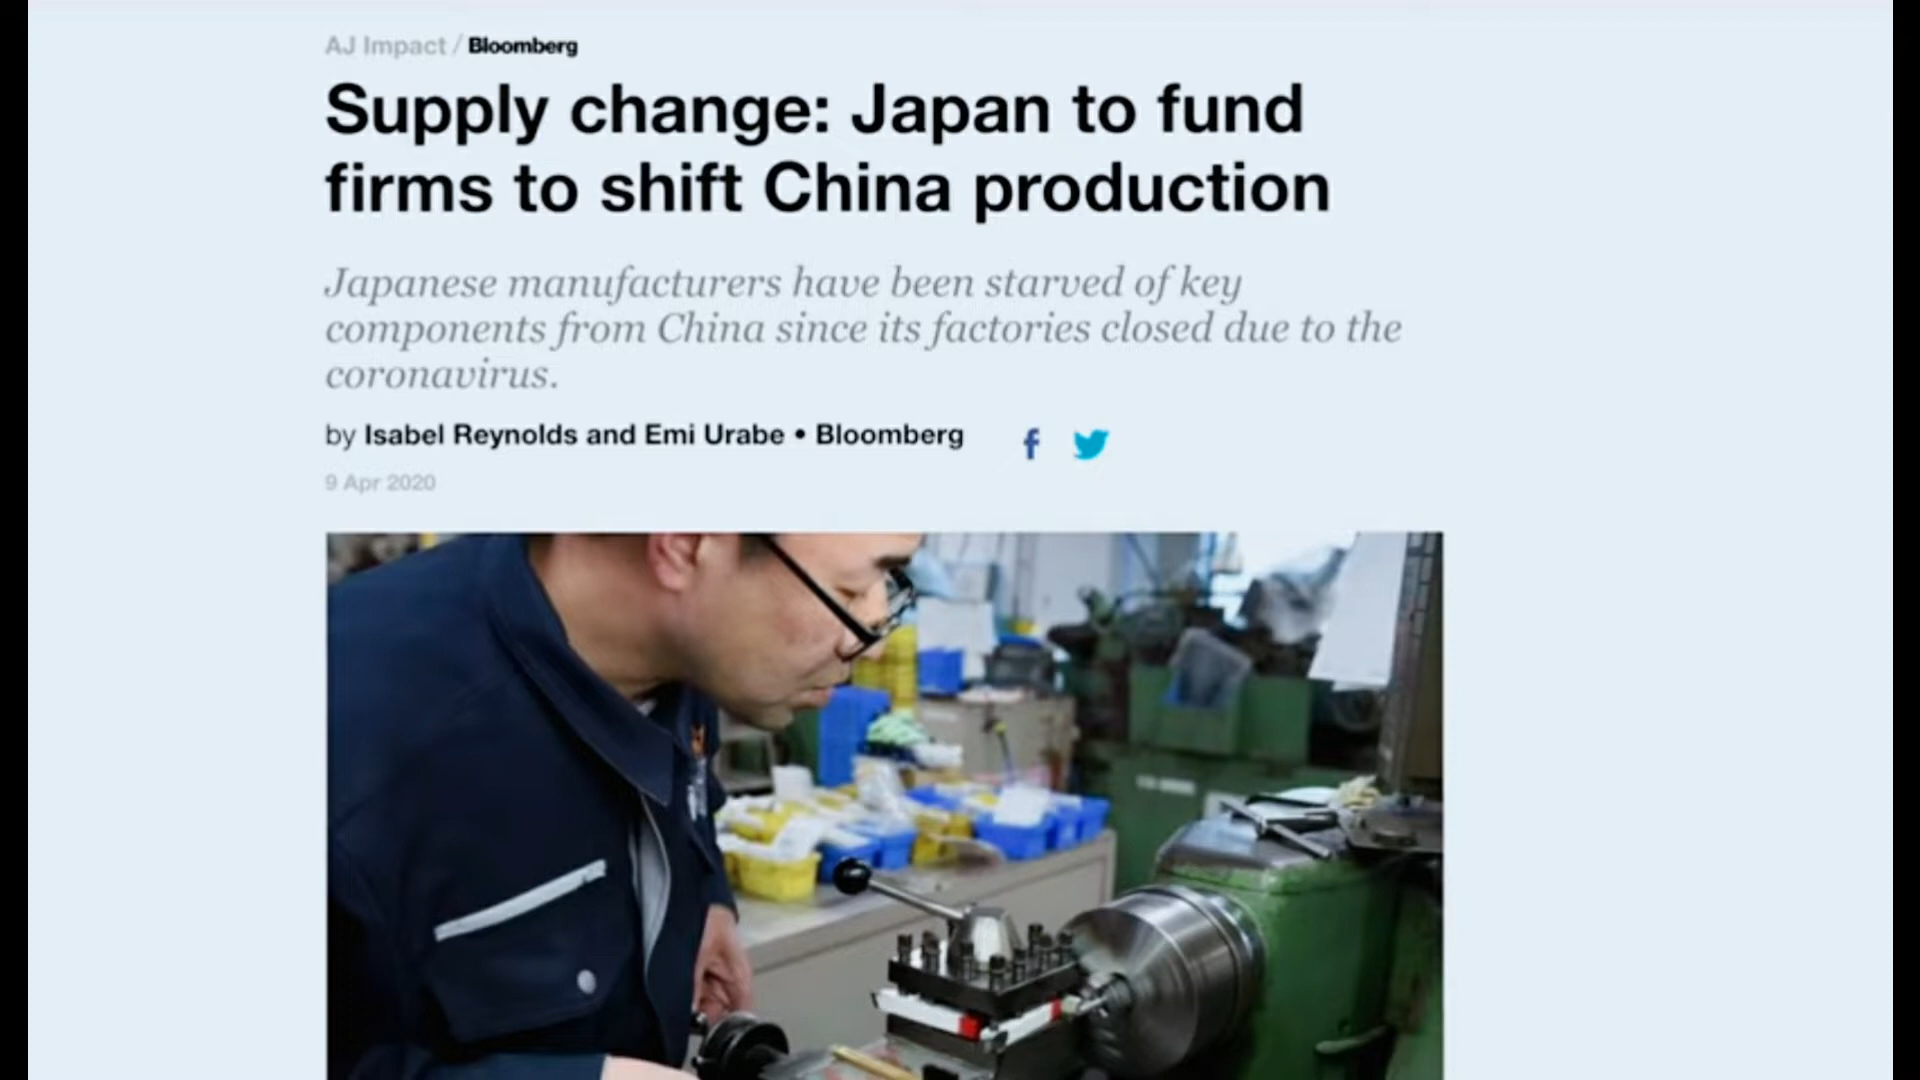 AJ Impact / Bloomberg
Supply change: Japan to fund
firms to shift China production
Japanese manufacturers have been starved of key
components from China since its factories closed due to the
coronavirus.
by Isabel Reynolds and Emi Urabe • Bloomberg
9 Apr 2020